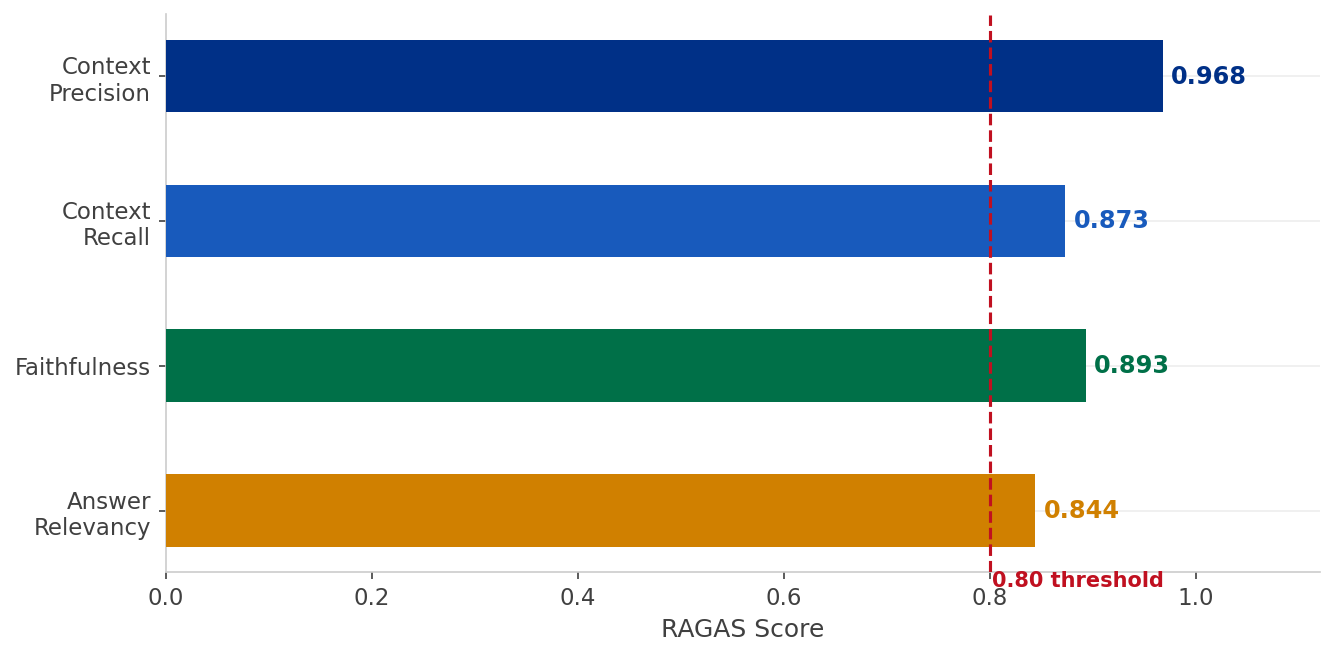 Context
Precision
0.968
Context
Recall
0.873
Faithfulness
0.893
Answer
Relevancy
0.844
0.80 threshold
0.0 0.2 0.4 0.6 0.8 1.0
RAGAS Score